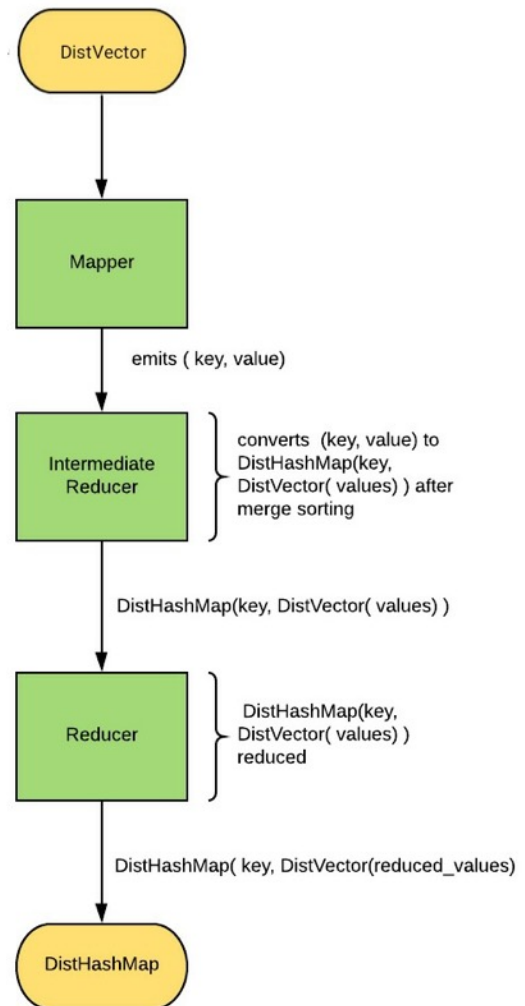 DistVector
Mapper
emits ( key, value)
Intermediate
Reducer
converts  (key, value) to
DistHashMap(key,
DistVector( values) ) after
merge sorting
DistHashMap(key, DistVector( values) )
Reducer
DistHashMap(key,
DistVector( values) )
reduced
DistHashMap( key, DistVector(reduced_values)
DistHashMap